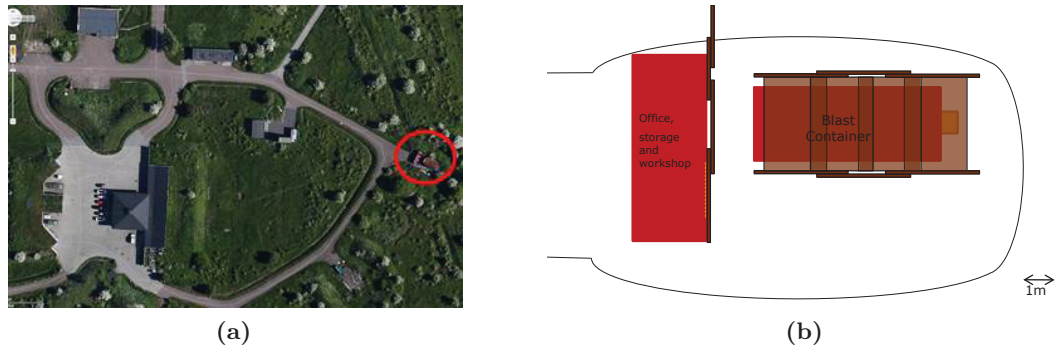 Office,
storage
and
workshop
Blast
Container
1m
(a)
(b)